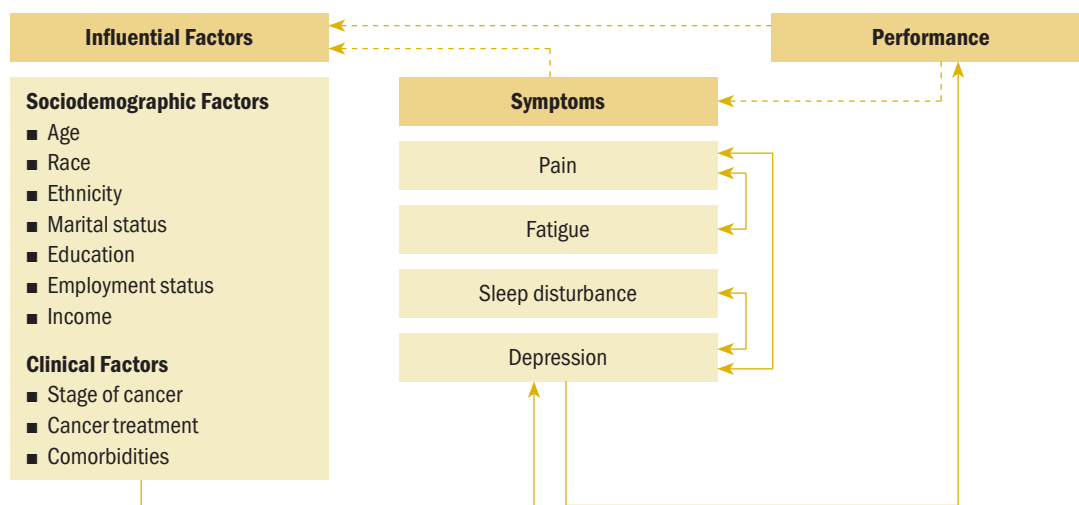 Influential Factors
Performance
Sociodemographic Factors
■ Age
■ Race
■ Ethnicity
■ Marital status
■ Education
■ Employment status
■ Income
Clinical Factors
■ Stage of cancer
■ Cancer treatment
■ Comorbidities
Symptoms
Pain
Fatigue
Sleep disturbance
Depression